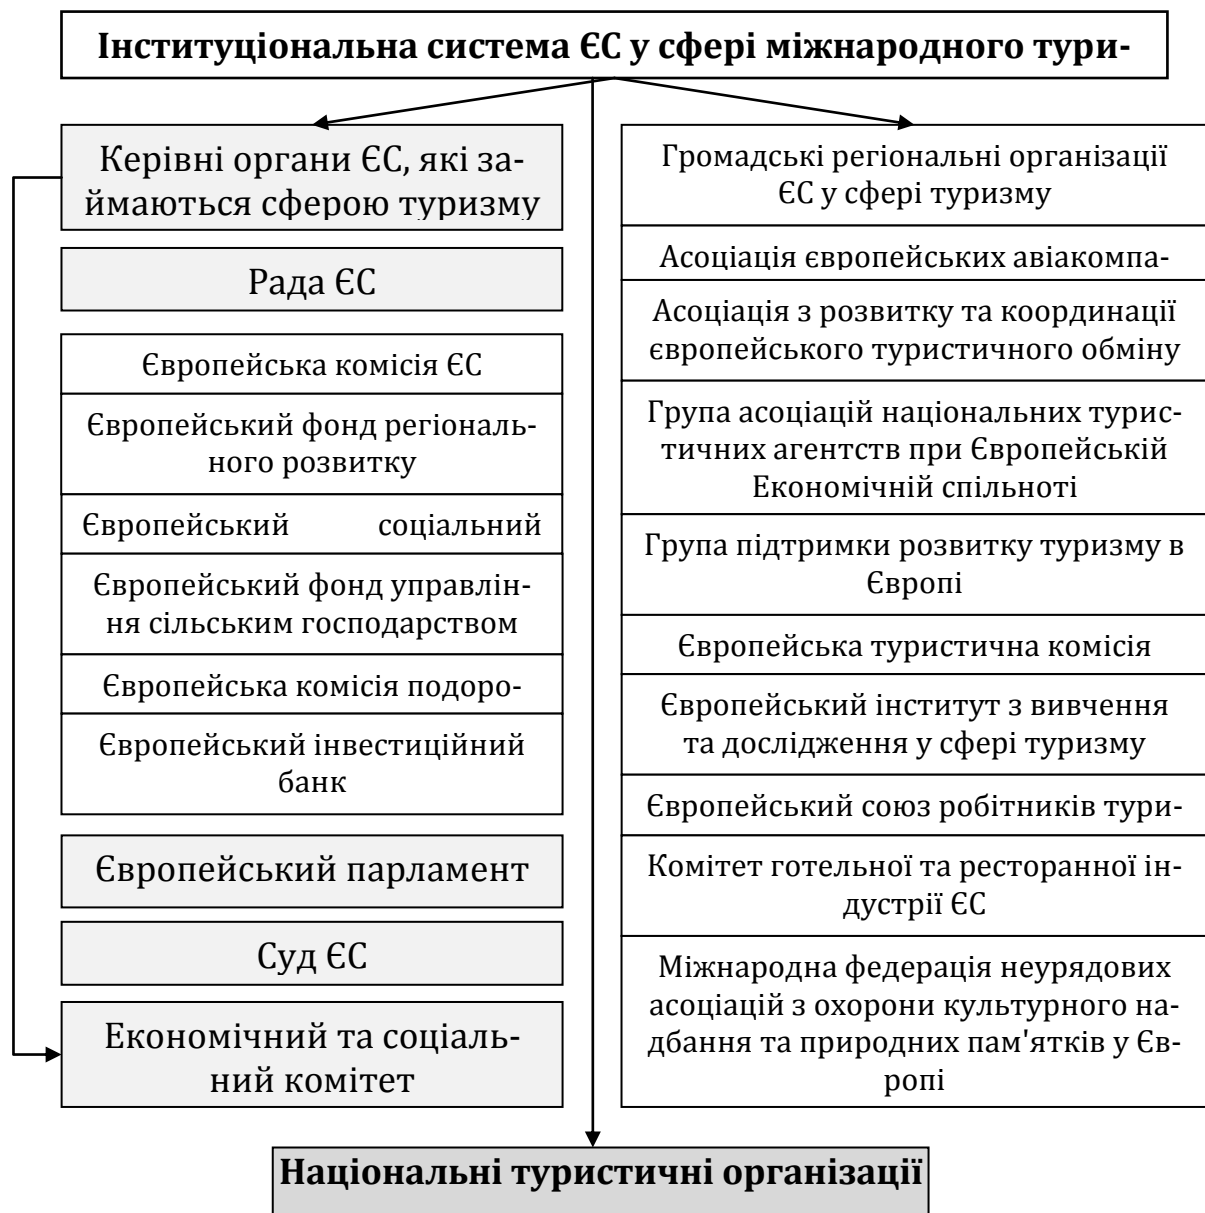 Інституціональна система ЄС у сфері міжнародного тури-
Керівні органи ЄС, які за-
ймаються сферою туризму
Рада ЄС
Європейська комісія ЄС
Європейський фонд регіональ-
ного розвитку
Європейський соціальний
Європейський фонд управлін-
ня сільським господарством
Європейська комісія подоро-
Європейський інвестиційний
банк
Європейський парламент
Суд ЄС
Економічний та соціаль-
ний комітет
Громадські регіональні організації
ЄС у сфері туризму
Асоціація європейських авіакомпа-
Асоціація з розвитку та координації
європейського туристичного обміну
Група асоціацій національних турис-
тичних агентств при Європейській
Економічній спільноті
Група підтримки розвитку туризму в
Європі
Європейська туристична комісія
Європейський інститут з вивчення
та дослідження у сфері туризму
Європейський союз робітників тури-
Комітет готельної та ресторанної ін-
дустрії ЄС
Міжнародна федерація неурядових
асоціацій з охорони культурного на-
дбання та природних пам'ятків у Єв-
ропі
Національні туристичні організації